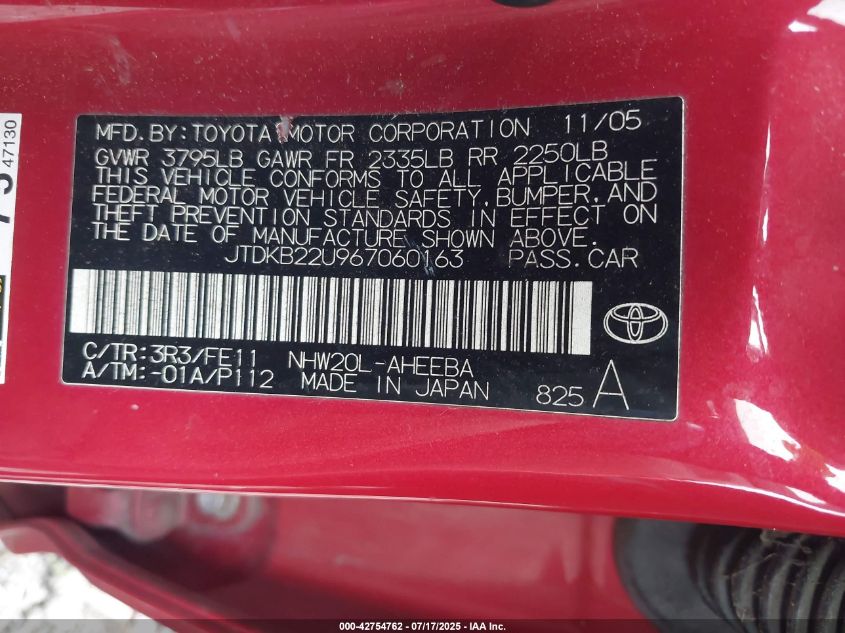 MFD. BY: TOYOTA MOTOR CORPORATION 11/05
GVWR 3795LB GAWR FR 2335LB RR 2250LB
THIS VEHICLE CONFORMS TO ALL APPLICABLE
FEDERAL MOTOR VEHICLE SAFETY, BUMPER, AND
THEFT PREVENTION STANDARDS IN EFFECT ON
THE DATE OF MANUFACTURE SHOWN ABOVE.
JTDKB22U967060163 PASS. CAR
C/TR: 3R3/FE11 NHW20L-AHEEBA
A/TM: -01A/P112 MADE IN JAPAN
825 A
47130
000-42754762 - 07/17/2025 - IAA Inc.